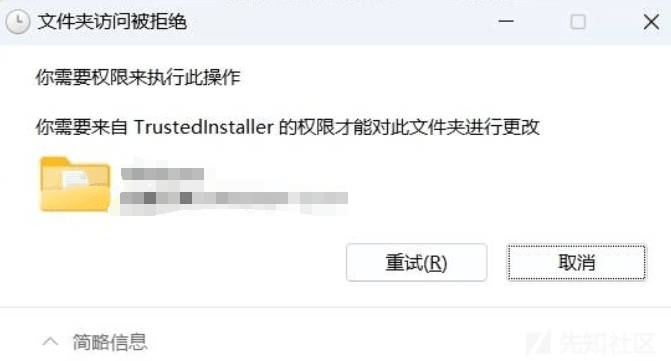 文件夹访问被拒绝
你需要权限来执行此操作
你需要来自 TrustedInstaller 的权限才能对此文件夹进行更改
重试(R)
取消
简略信息
先知社区